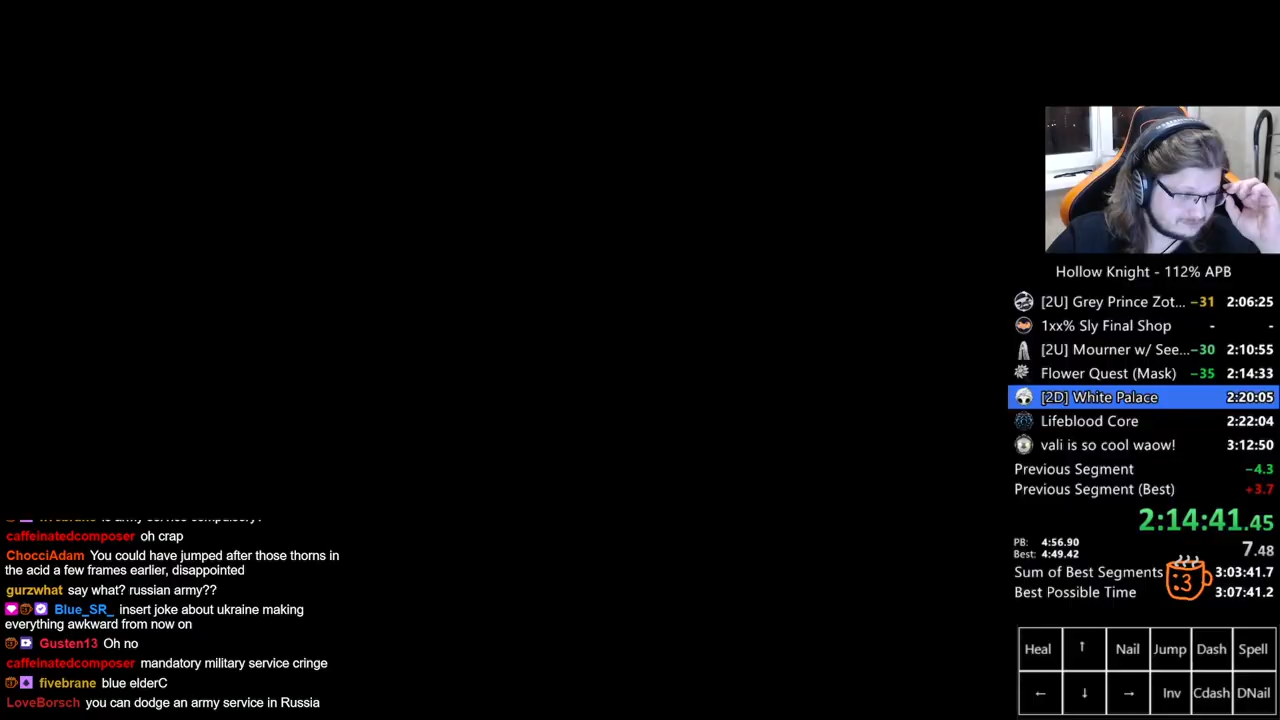 Hollow Knight - 112% APB
[2U] Grey Prince Zot... −31 2:06:25
1xx% Sly Final Shop - -
[2U] Mourner w/ See... −30 2:10:55
Flower Quest (Mask) −35 2:14:33
[2D] White Palace 2:20:05
Lifeblood Core 2:22:04
vali is so cool waow! 3:12:50
Previous Segment −4.3
Previous Segment (Best) +3.7
2:14:41.45
PB: 4:56.90
Best: 4:49.42
7.48
Sum of Best Segments 3:03:41.7
Best Possible Time 3:07:41.2
:3
Heal ↑ Nail Jump Dash Spell
← ↓ → Inv Cdash DNail
caffeinatedcomposer oh crap
ChocciAdam You could have jumped after those thorns in
the acid a few frames earlier, disappointed
gurzwhat say what? russian army??
Blue_SR_ insert joke about ukraine making
everything awkward from now on
Gusten13 Oh no
caffeinatedcomposer mandatory military service cringe
fivebrane blue elderC
LoveBorsch you can dodge an army service in Russia